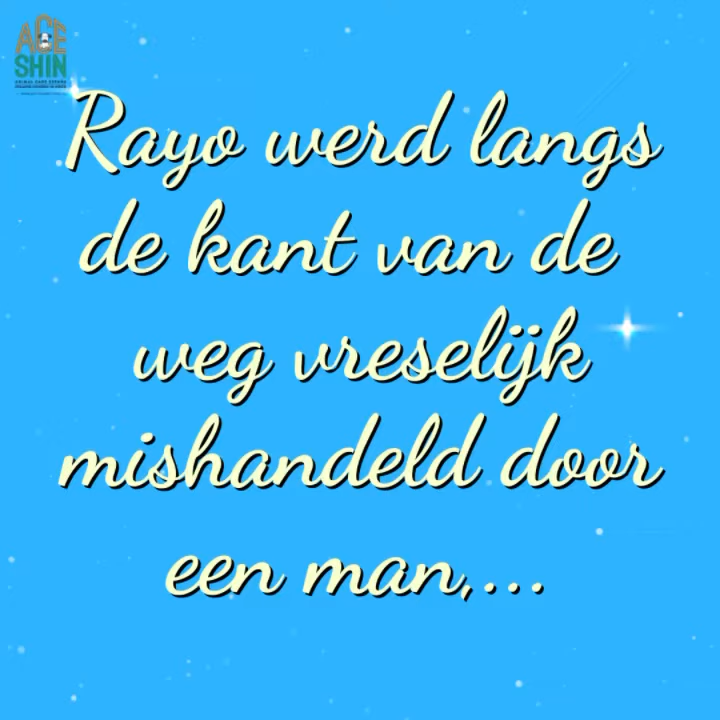 ACE
SHIN
Rayo werd langs
de kant van de
weg vreselijk
mishandeld door
een man,...